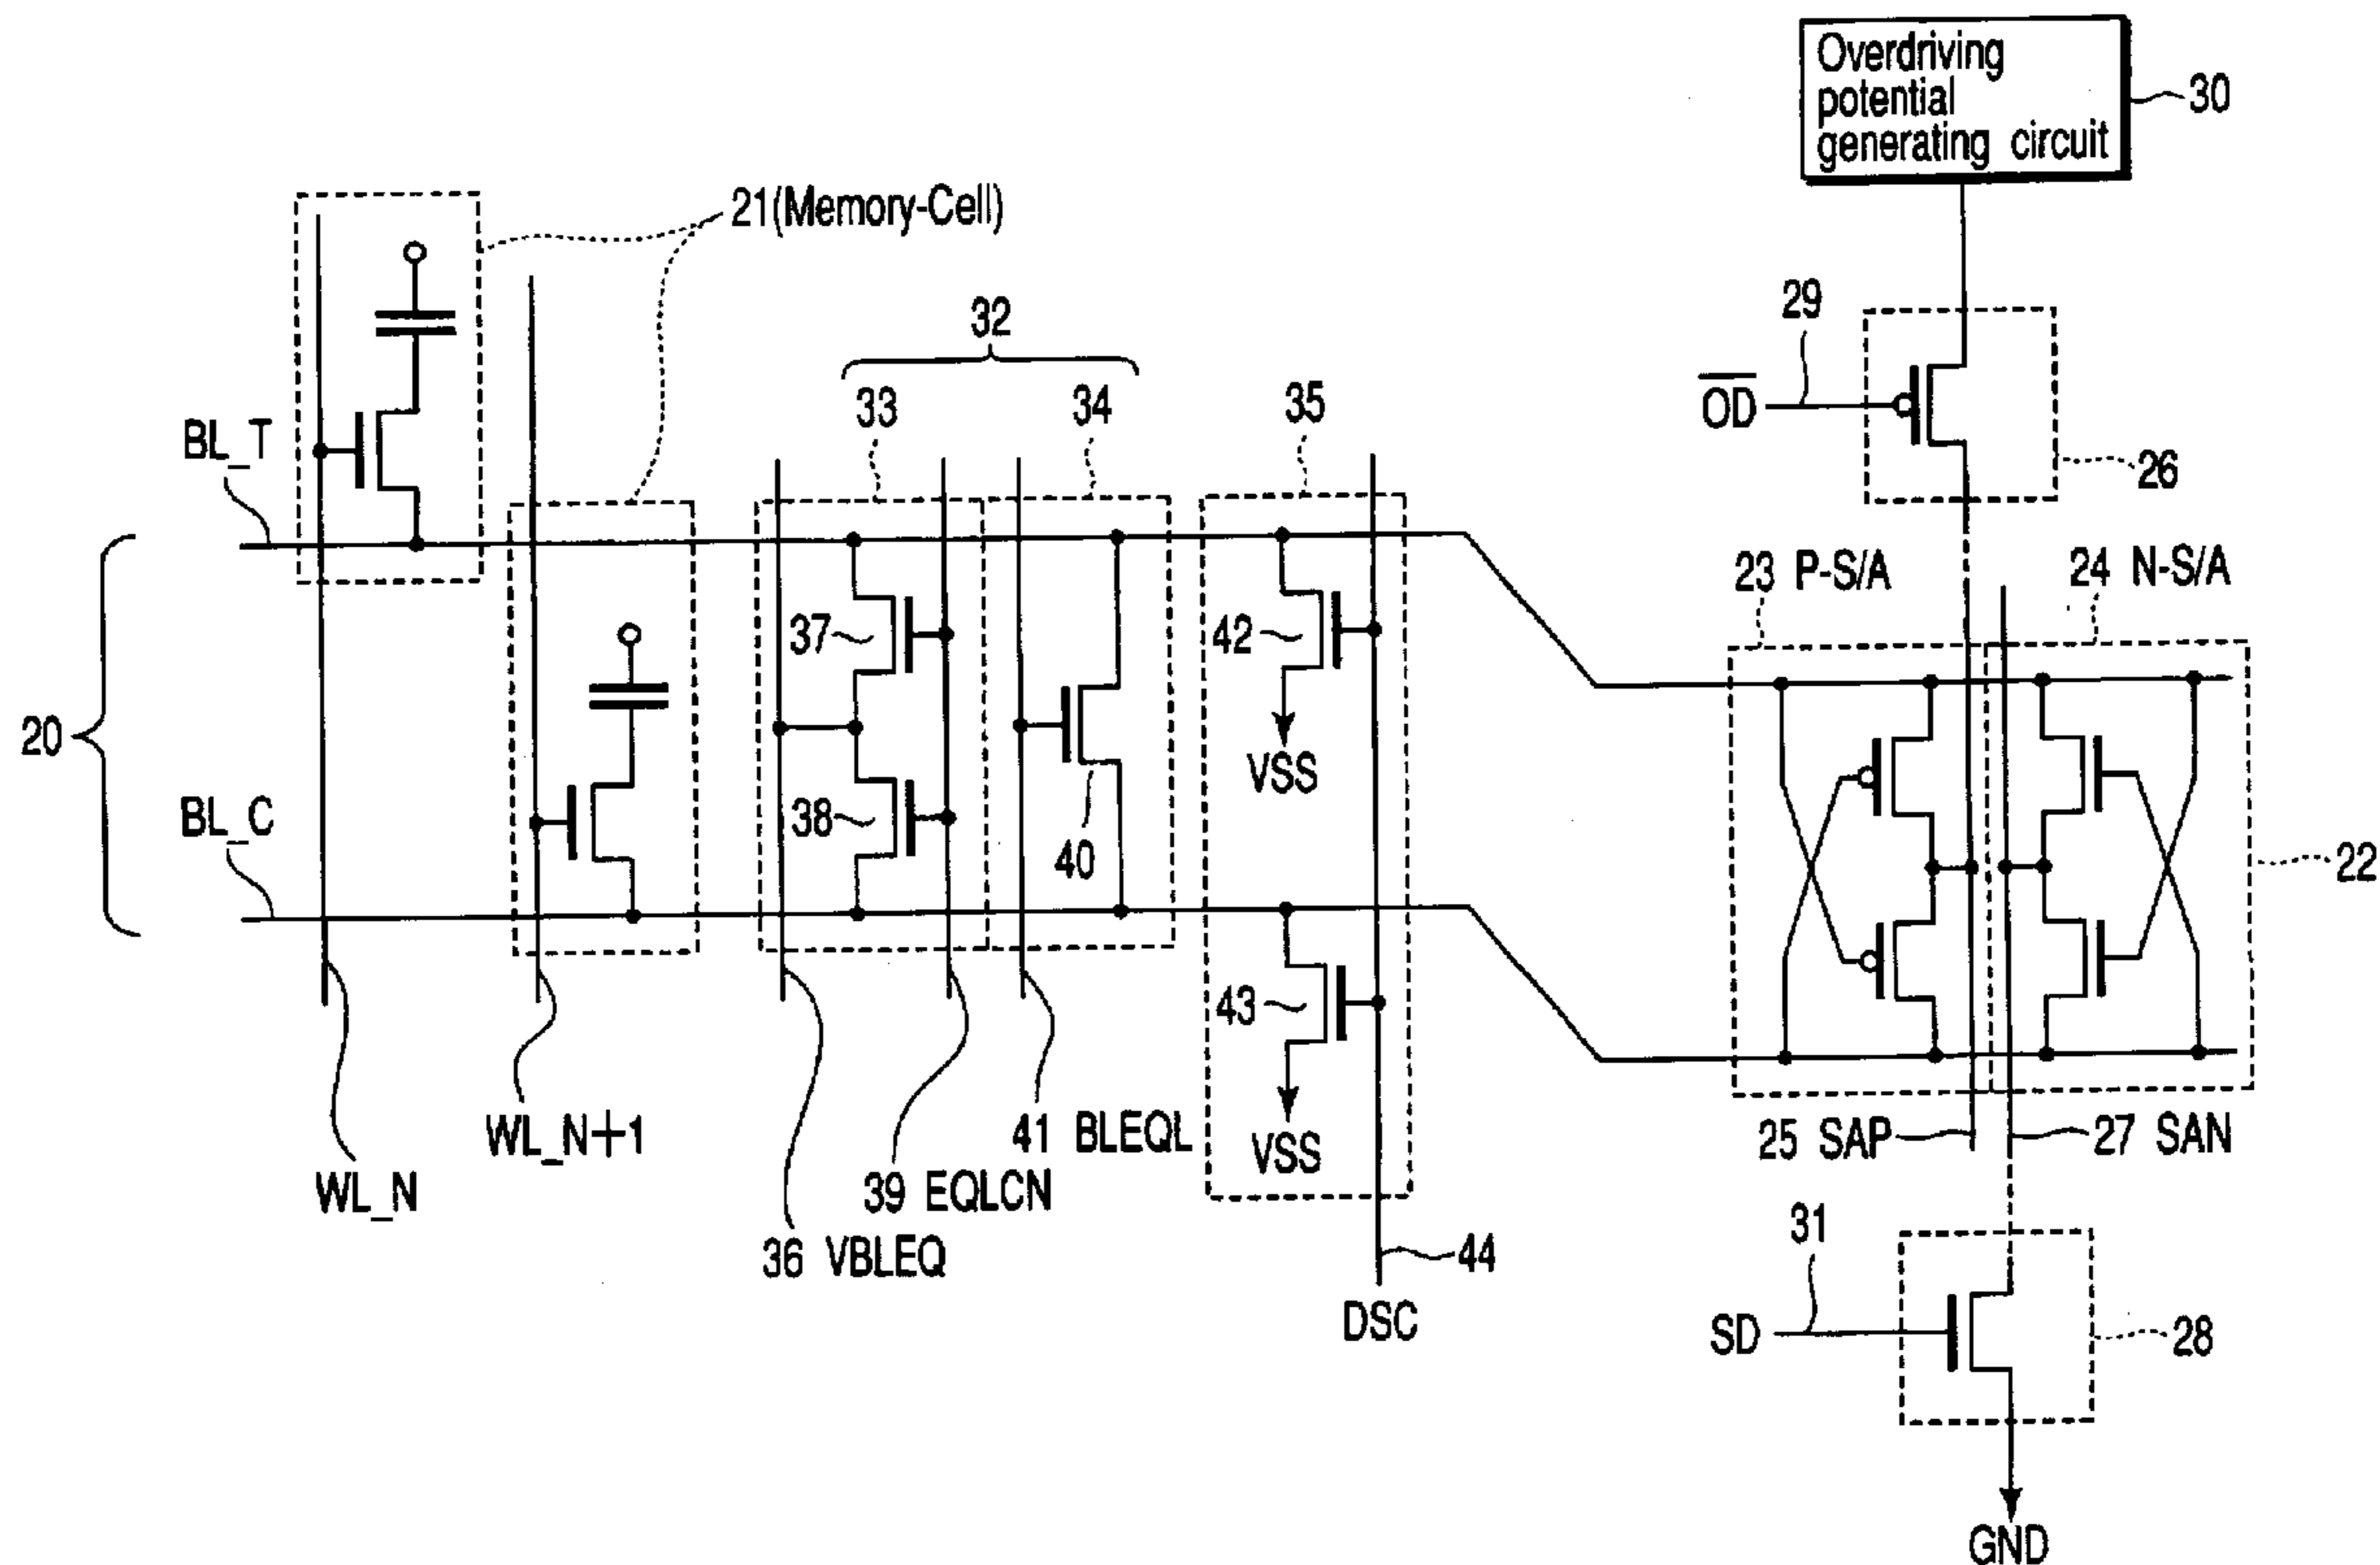 Overdriving
potential
generating circuit
30
21(Memory-Cell)
29
OD
26
32
33
34
35
BL_T
23 P-S/A
24 N-S/A
37
42
20
VSS
BL_C
38
40
22
43
WL_N+1
41 BLEQL
VSS
25 SAP
27 SAN
WL_N
39 EQLCN
36 VBLEQ
44
31
DSC
SD
28
GND